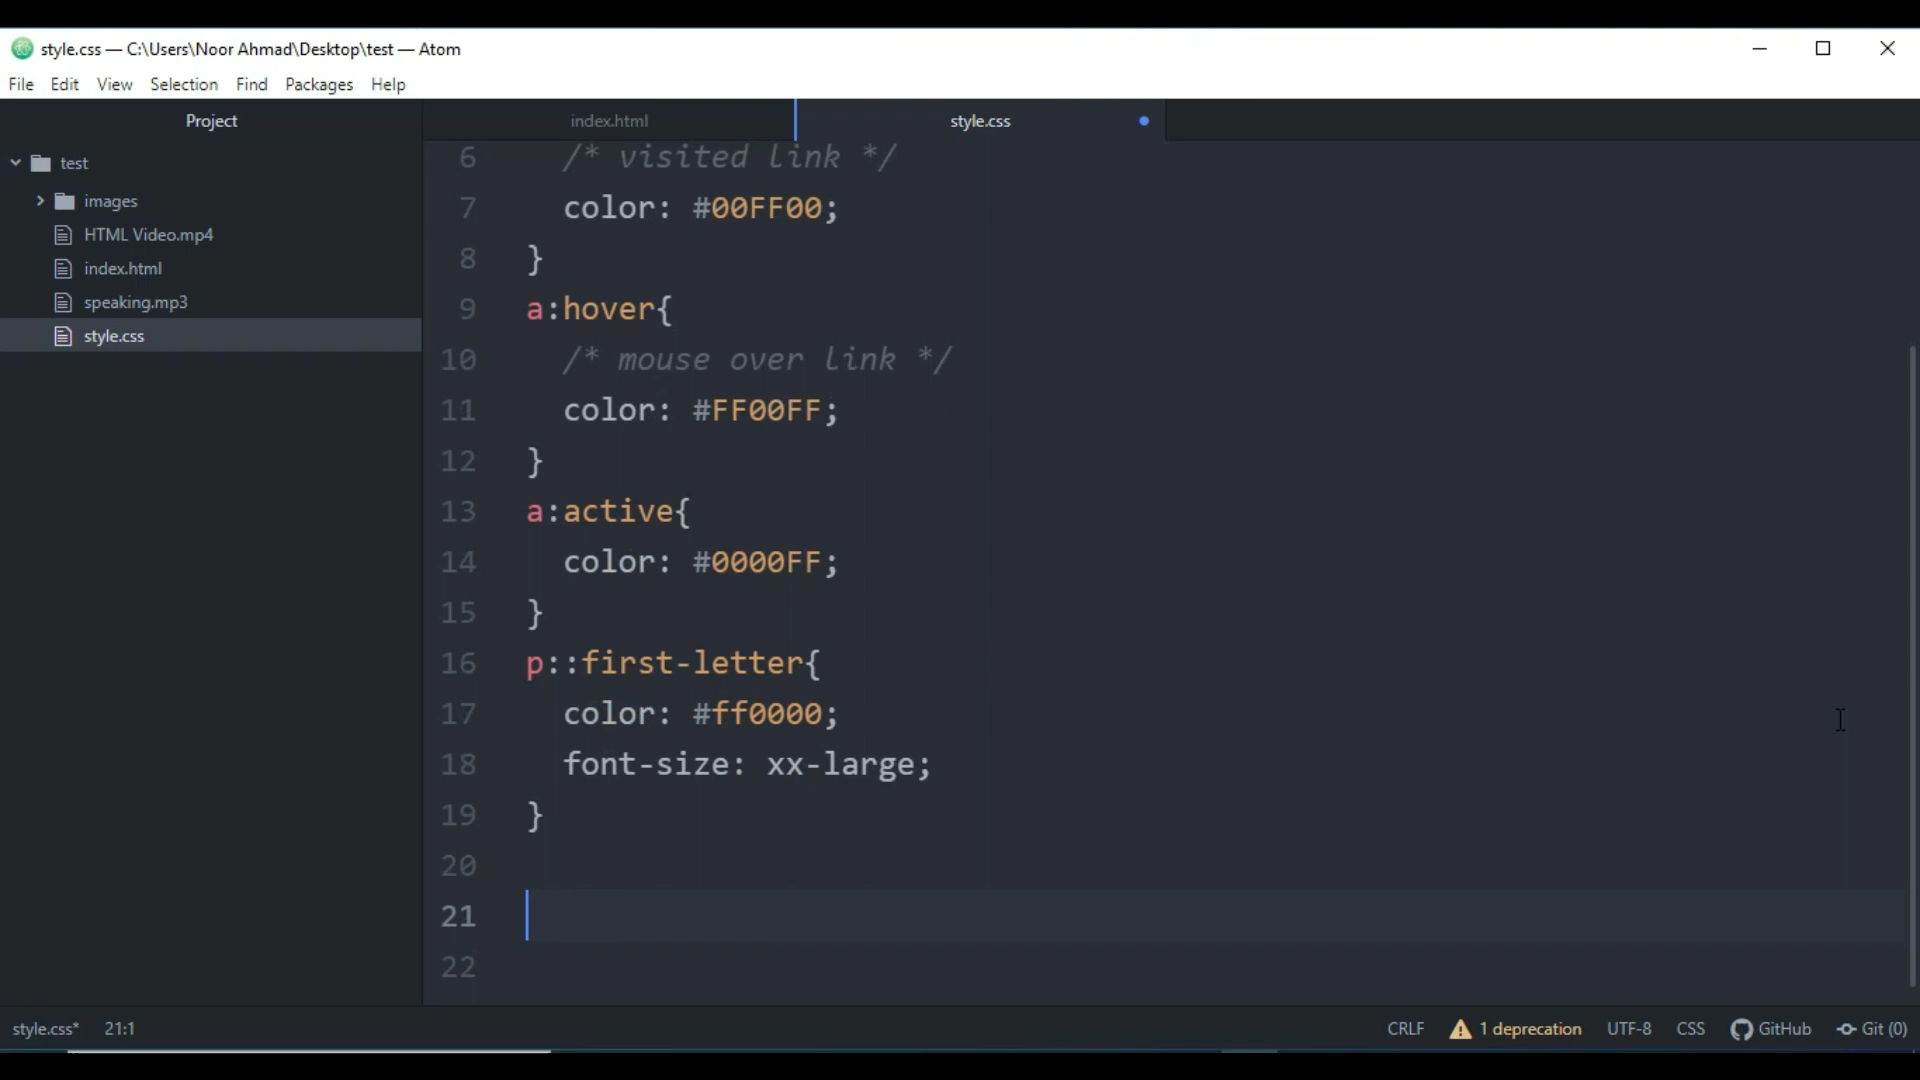 style.css — C:\Users\Noor Ahmad\Desktop\test — Atom
File Edit View Selection Find Packages Help
Project
test
images
HTML Video.mp4
index.html
speaking.mp3
style.css
index.html style.css
6 /* visited link */
7 color: #00FF00;
8 }
9 a:hover{
10 /* mouse over link */
11 color: #FF00FF;
12 }
13 a:active{
14 color: #0000FF;
15 }
16 p::first-letter{
17 color: #ff0000;
18 font-size: xx-large;
19 }
20
21
22
style.css* 21:1 CRLF 1 deprecation UTF-8 CSS GitHub Git (0)